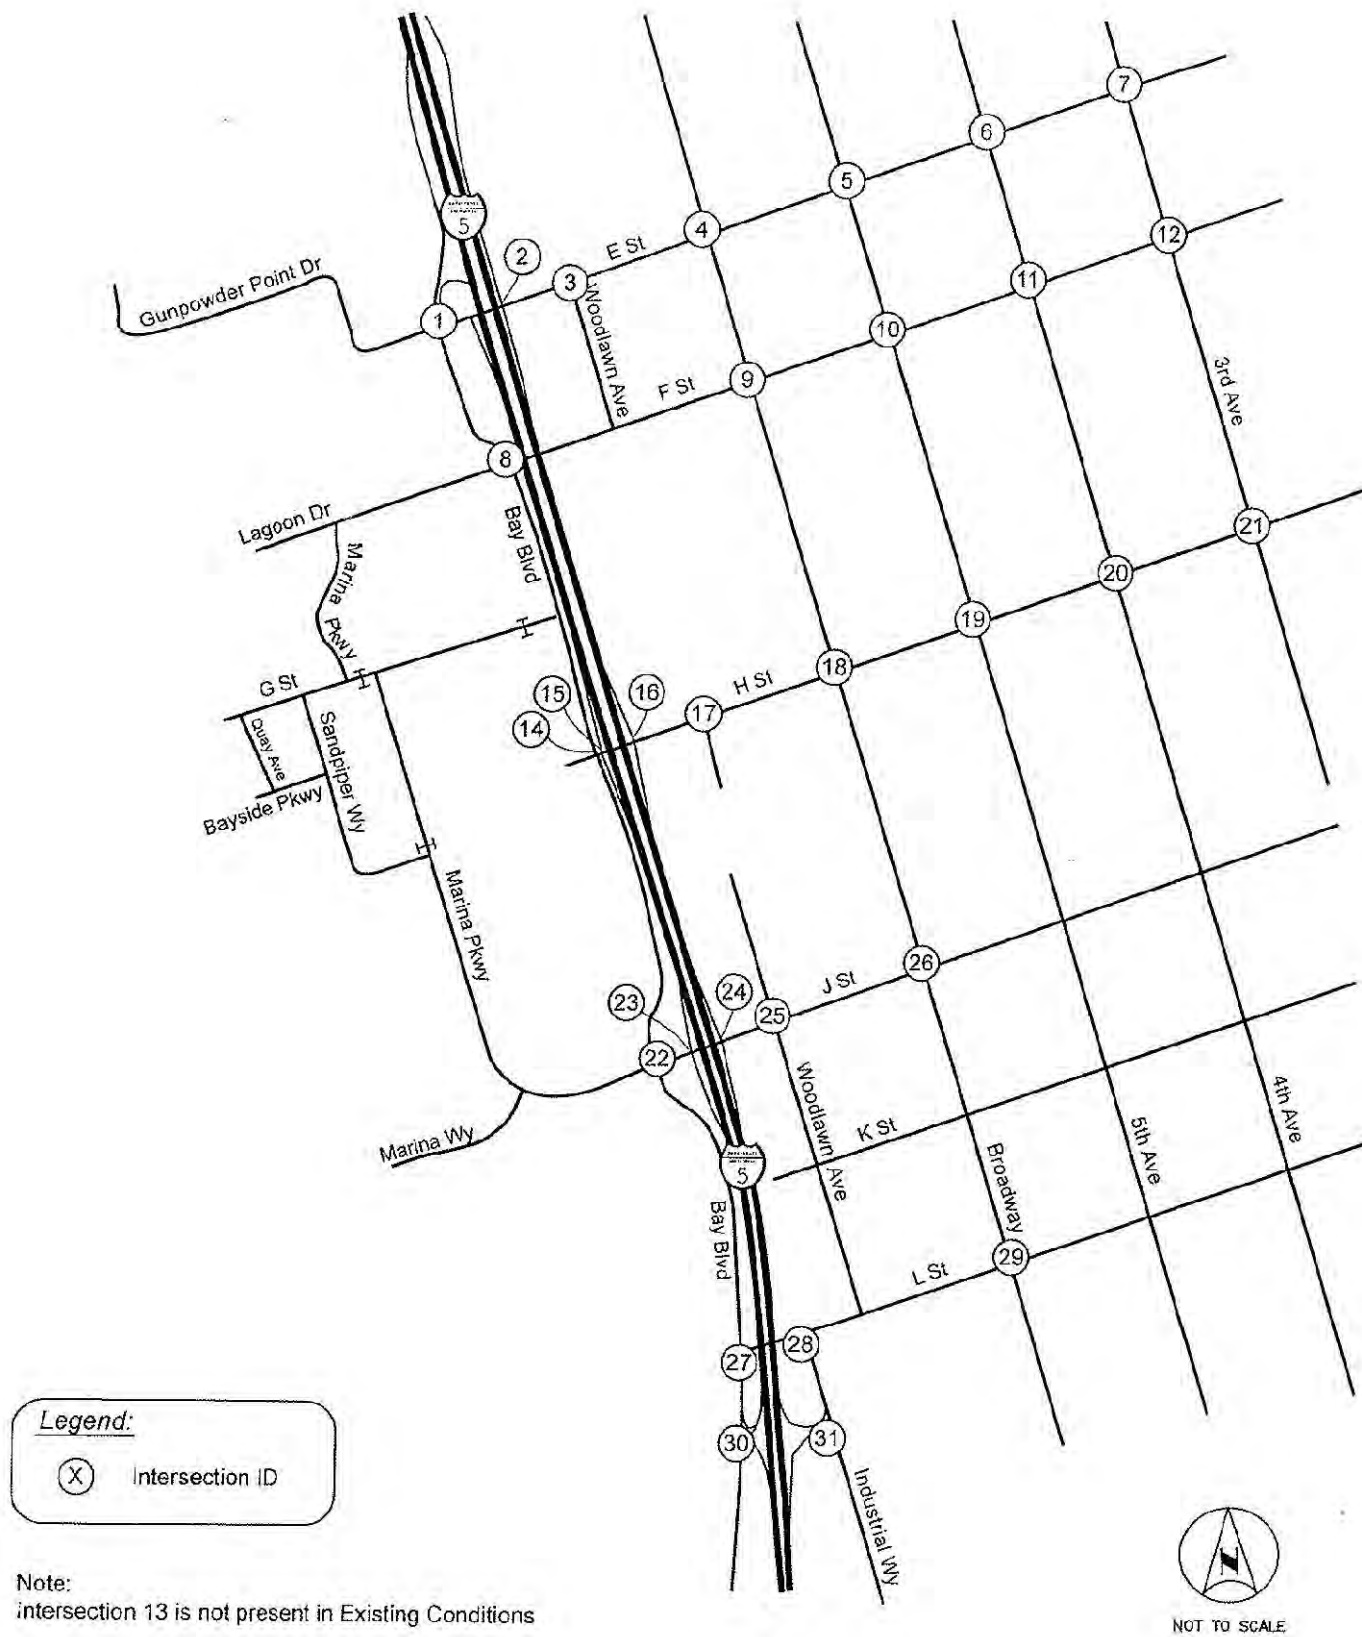 7
6
5
5
4
12
2
3
E St
11
Gunpowder Point Dr
1
Woodlawn Ave
10
9
F St
3rd Ave
8
Lagoon Dr
Bay Blvd
21
Marina Pkwy
20
19
G St
18
H St
15
16
17
14
Quay Ave
Sandpiper Wy
Bayside Pkwy
Marina Pkwy
26
J St
23
24
25
22
Woodlawn Ave
4th Ave
K St
5th Ave
Marina Wy
Broadway
5
Bay Blvd
29
L St
28
27
30
31
Industrial Wy
Legend:
X Intersection ID
Note:
Intersection 13 is not present in Existing Conditions
N
NOT TO SCALE